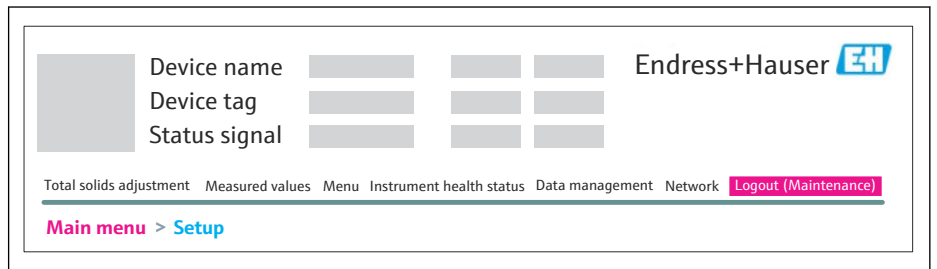 Device name
Endress+Hauser EH
Device tag
Status signal
Total solids adjustment Measured values Menu Instrument health status Data management Network Logout (Maintenance)
Main menu > Setup